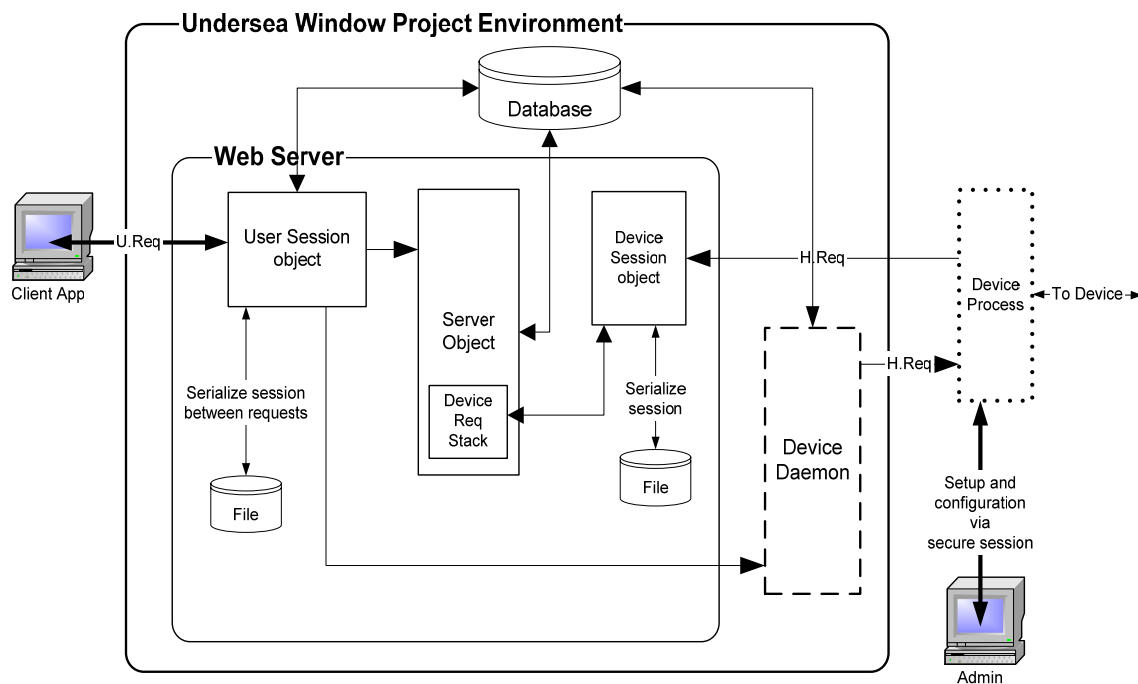 Undersea Window Project Environment
Database
Web Server
User Session
object
Device
Session
object
U.Req
H.Req
Client App
Device
Process
To Device
Server
Object
H.Req
Serialize session
between requests
Device
Req
Stack
Serialize
session
Device
Daemon
File
File
Setup and
configuration
via
secure session
Admin